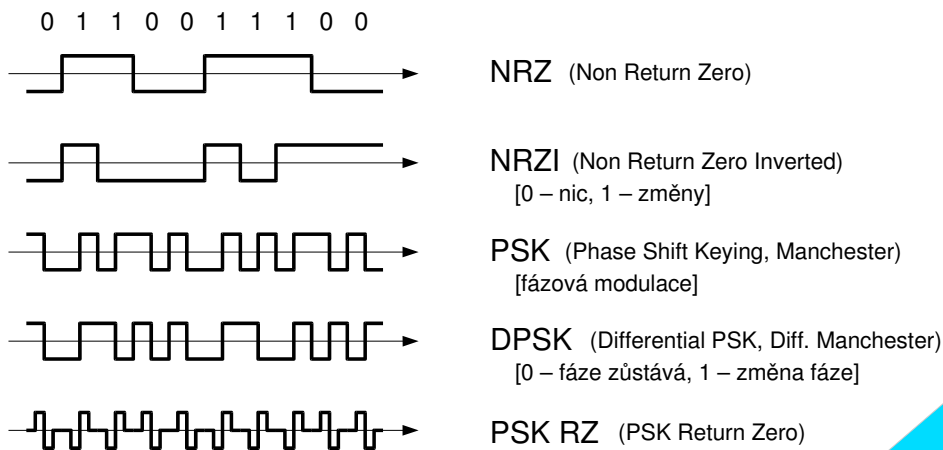 0 1 1 0 0 1 1 1 0 0
NRZ (Non Return Zero)
NRZI (Non Return Zero Inverted)
[0 – nic, 1 – změny]
PSK (Phase Shift Keying, Manchester)
[fázová modulace]
DPSK (Differential PSK, Diff. Manchester)
[0 – fáze zůstává, 1 – změna fáze]
PSK RZ (PSK Return Zero)